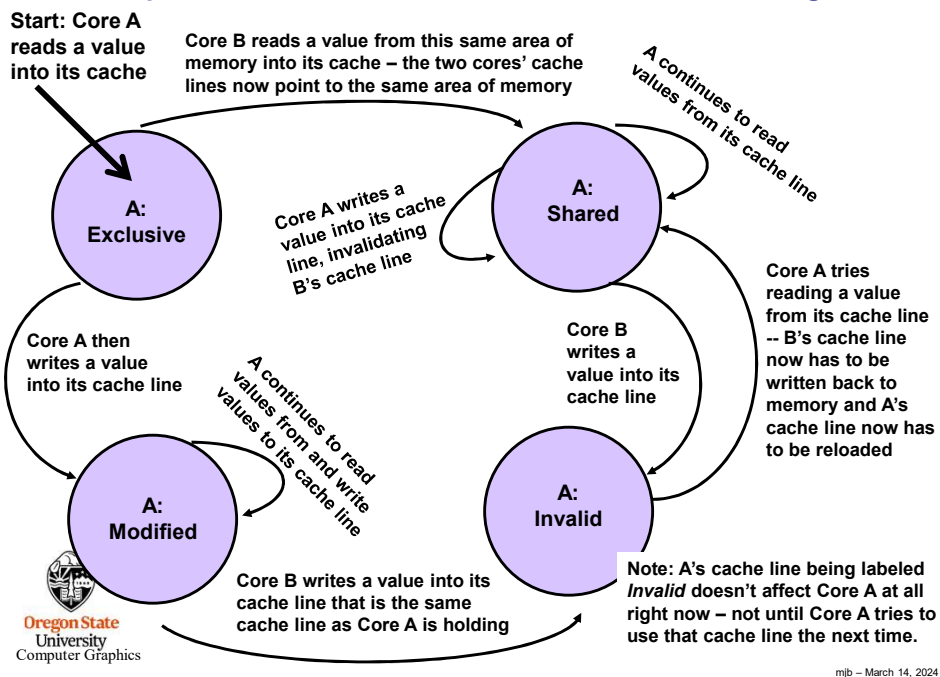 Start: Core A
reads a value
into its cache
Core B reads a value from this same area of
memory into its cache – the two cores’ cache
lines now point to the same area of memory
A continues to read
values from its cache line
A:
Exclusive
A:
Shared
Core A writes a
value into its cache
line, invalidating
B’s cache line
Core A then
writes a value
into its cache line
Core B
writes a
value into its
cache line
Core A tries
reading a value
from its cache line
-- B’s cache line
now has to be
written back to
memory and A’s
cache line now has
to be reloaded
A continues to read
values from and write
values to its cache line
A:
Modified
A:
Invalid
Core B writes a value into its
cache line that is the same
cache line as Core A is holding
Note: A’s cache line being labeled
Invalid doesn’t affect Core A at all
right now – not until Core A tries to
use that cache line the next time.
Oregon State
University
Computer Graphics
mjb – March 14, 2024